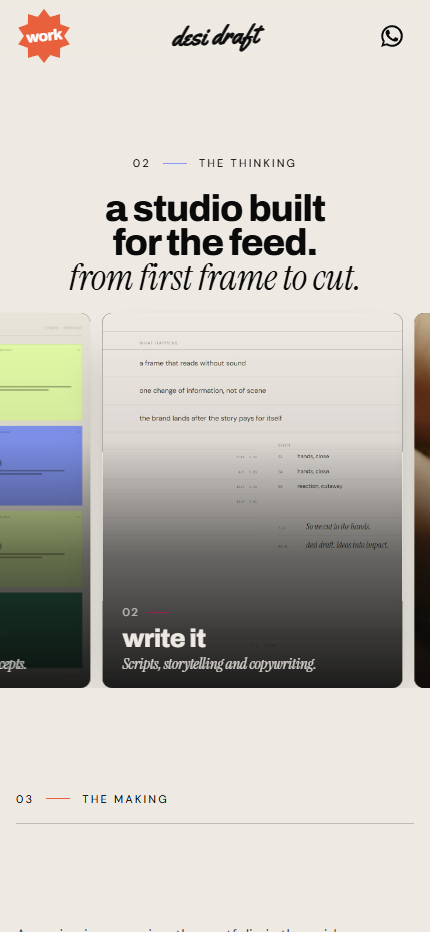 work
desi draft
02 — THE THINKING
a studio built
for the feed.
from first frame to cut.
WHAT HAPPENS
a frame that reads without sound
one change of information, not of scene
the brand lands after the story pays for itself
hands, close
hands, close
reaction, cutaway
So we cut to the hands.
desi draft. Ideas into impact.
02 —
write it
Scripts, storytelling and copywriting.
cepts.
03 — THE MAKING